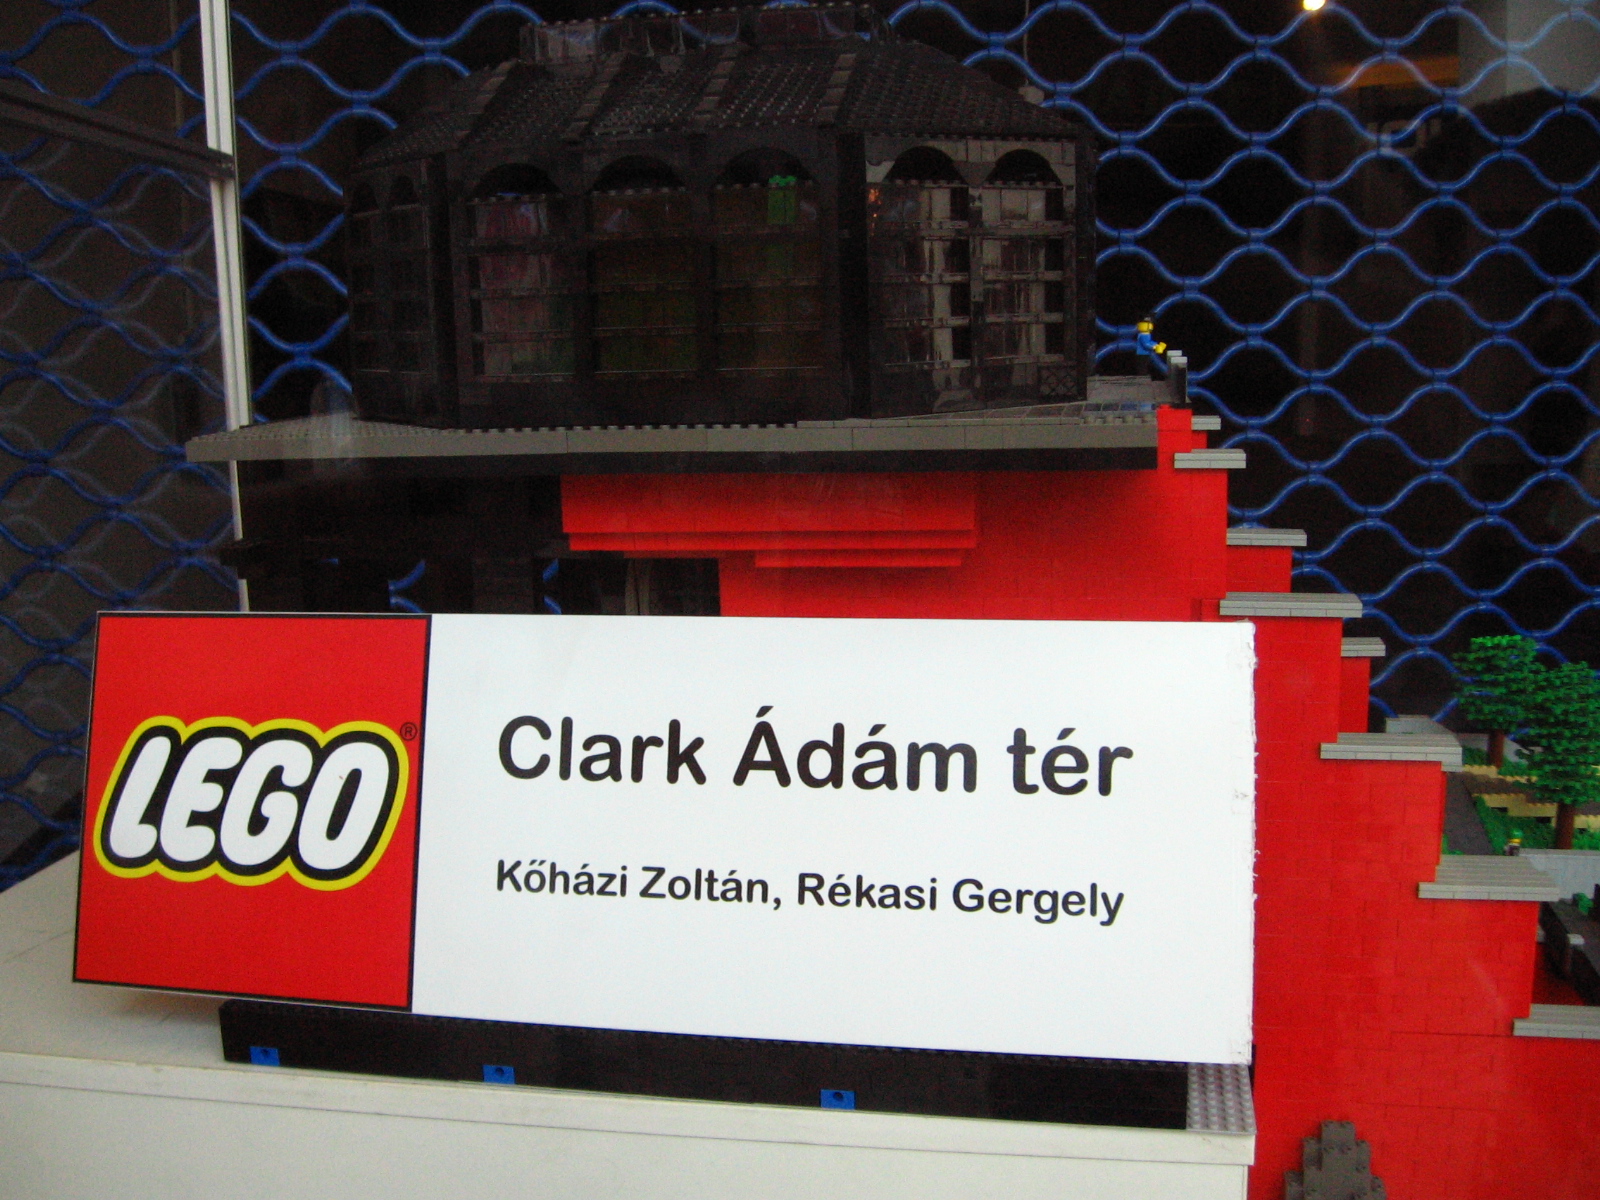 LEGO®
Clark Ádám tér
Kőházi Zoltán, Rékasi Gergely